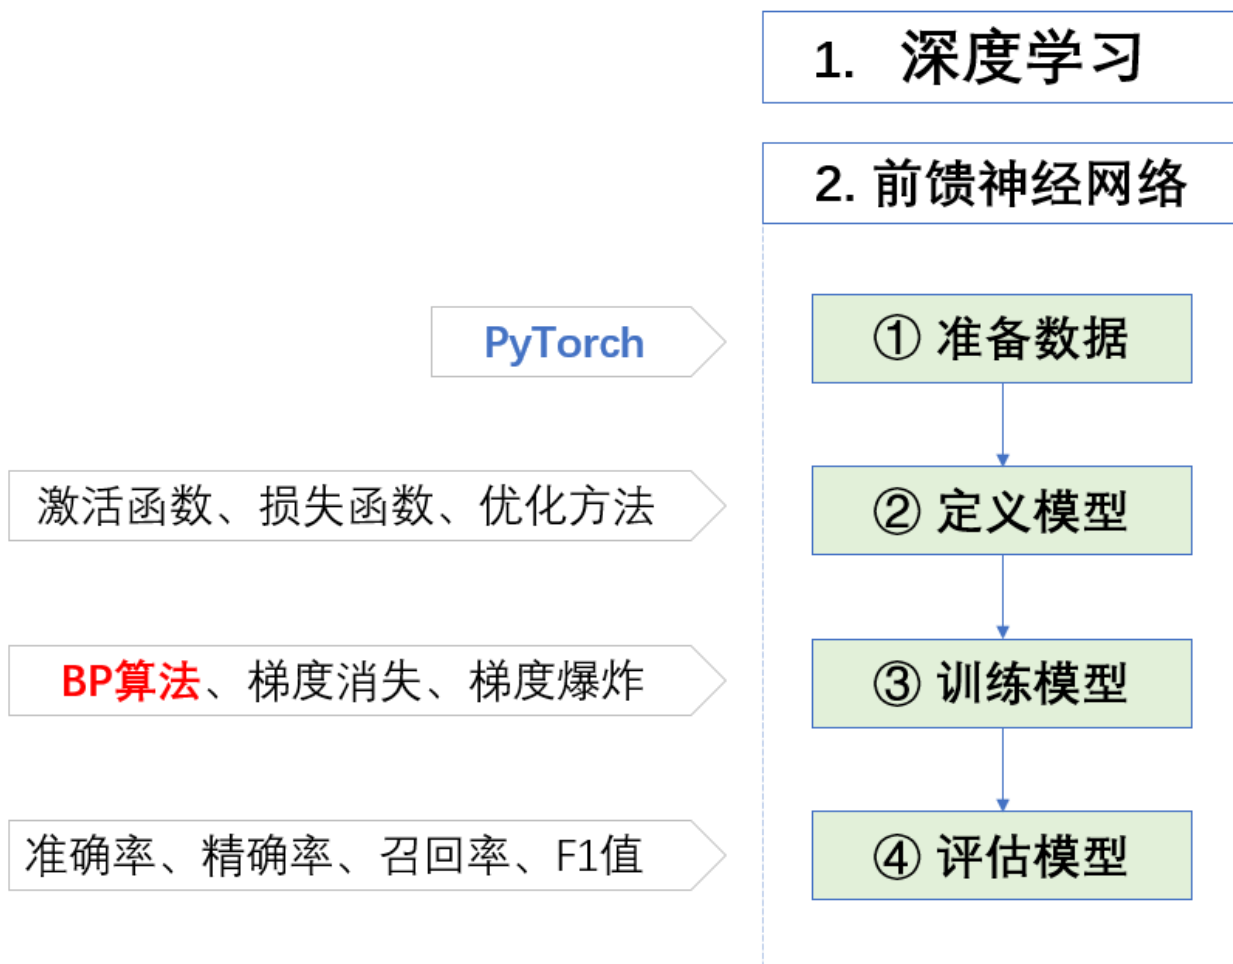 1. 深度学习
2. 前馈神经网络
PyTorch
① 准备数据
激活函数、损失函数、优化方法
② 定义模型
BP算法、梯度消失、梯度爆炸
③ 训练模型
准确率、精确率、召回率、F1值
④ 评估模型